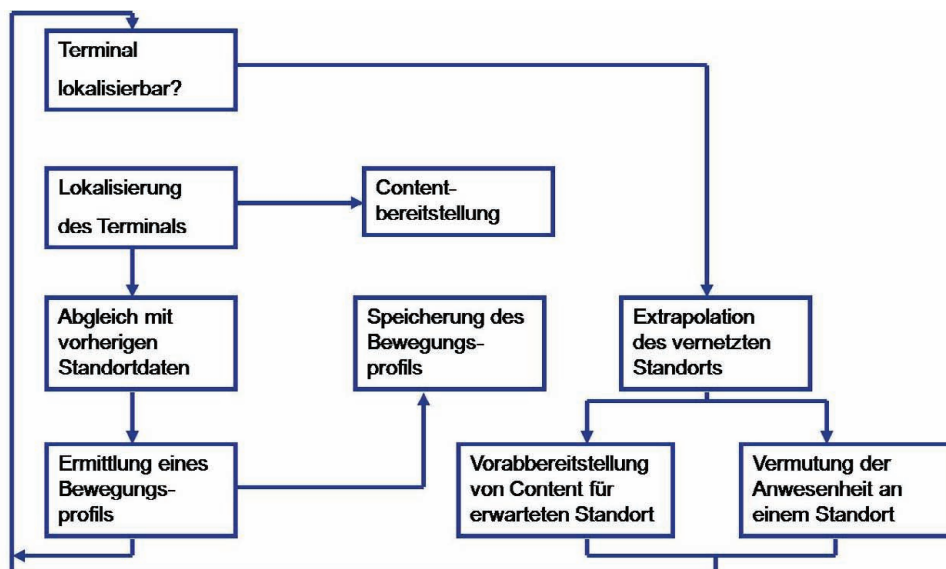 Terminal
lokalisierbar?
Lokalisierung
des Terminals
Content-
bereitstellung
Abgleich mit
vorherigen
Standortdaten
Speicherung des
Bewegungs-
profils
Extrapolation
des vernetzten
Standorts
Ermittlung eines
Bewegungs-
profils
Vorabbereitstellung
von Content für
erwarteten Standort
Vermutung der
Anwesenheit an
einem Standort